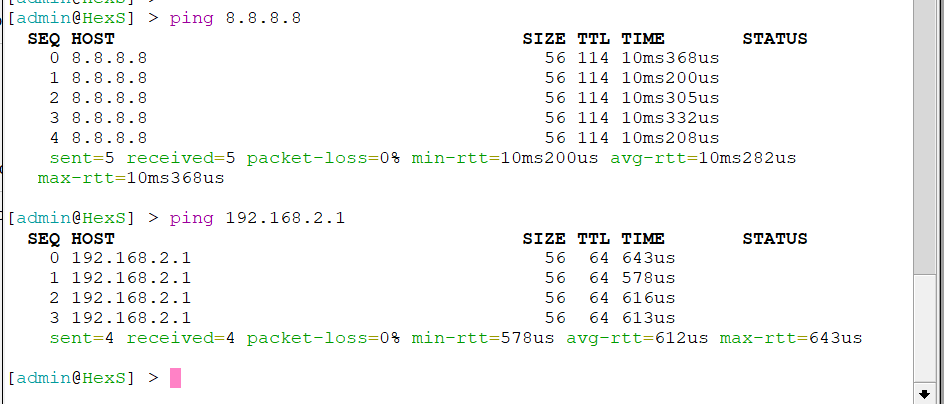 [admin@HexS] > ping 8.8.8.8
SEQ HOST SIZE TTL TIME STATUS
0 8.8.8.8 56 114 10ms368us
1 8.8.8.8 56 114 10ms200us
2 8.8.8.8 56 114 10ms305us
3 8.8.8.8 56 114 10ms332us
4 8.8.8.8 56 114 10ms208us
sent=5 received=5 packet-loss=0% min-rtt=10ms200us avg-rtt=10ms282us
max-rtt=10ms368us
[admin@HexS] > ping 192.168.2.1
SEQ HOST SIZE TTL TIME STATUS
0 192.168.2.1 56 64 643us
1 192.168.2.1 56 64 578us
2 192.168.2.1 56 64 616us
3 192.168.2.1 56 64 613us
sent=4 received=4 packet-loss=0% min-rtt=578us avg-rtt=612us max-rtt=643us
[admin@HexS] >